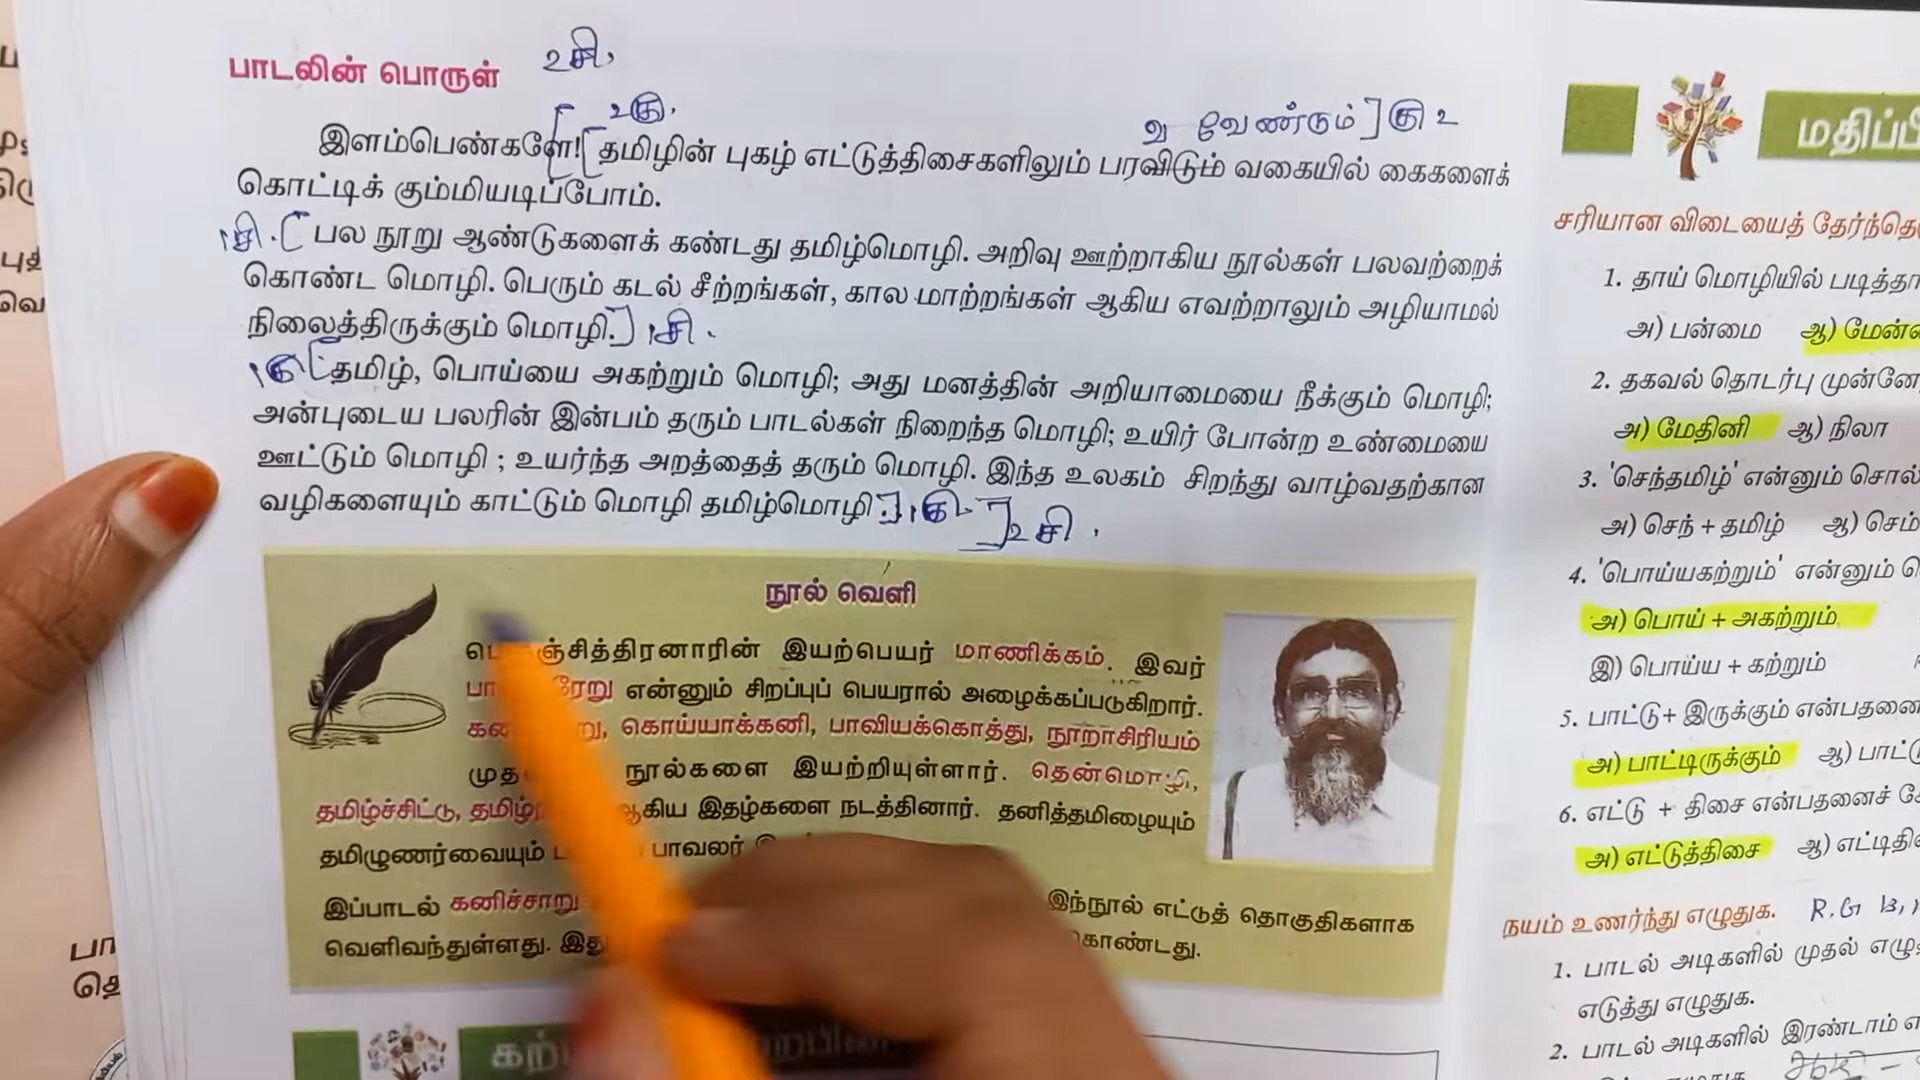 பாடலின் பொருள்
உசி.
உகு.
வேண்டும்] கு உ
இளம்பெண்களே! தமிழின் புகழ் எட்டுத்திசைகளிலும் பரவிடும் வகையில் கைகளைக்
கொட்டிக் கும்மியடிப்போம்.
பல நூறு ஆண்டுகளைக் கண்டது தமிழ்மொழி. அறிவு ஊற்றாகிய நூல்கள் பலவற்றைக்
கொண்ட மொழி. பெரும் கடல் சீற்றங்கள், கால மாற்றங்கள் ஆகிய எவற்றாலும் அழியாமல்
நிலைத்திருக்கும் மொழி.
தமிழ், பொய்யை அகற்றும் மொழி; அது மனத்தின் அறியாமையை நீக்கும் மொழி;
அன்புடைய பலரின் இன்பம் தரும் பாடல்கள் நிறைந்த மொழி; உயிர் போன்ற உண்மையை
ஊட்டும் மொழி ; உயர்ந்த அறத்தைத் தரும் மொழி. இந்த உலகம் சிறந்து வாழ்வதற்கான
வழிகளையும் காட்டும் மொழி தமிழ்மொழி.
நூல் வெளி
இயற்பெயர் மாணிக்கம். இவர்
என்னும் சிறப்புப் பெயரால் அழைக்கப்படுகிறார்.
கொய்யாக்கனி, பாவியக்கொத்து, நூறாசிரியம்
நூல்களை இயற்றியுள்ளார். தென்மொழி,
தமிழ்ச்சிட்டு, ஆகிய இதழ்களை நடத்தினார். தனித்தமிழையும்
தமிழுணர்வையும் பாவலர்
இப்பாடல் கனிச்சாறு இந்நூல் எட்டுத் தொகுதிகளாக
வெளிவந்துள்ளது. கொண்டது.
சரியான விடையைத்
1. தாய் மொழியில்
அ) பன்மை
2. தகவல் தொடர்பு
அ) மேதினி ஆ) நிலா
3. 'செந்தமிழ்' என்னும்
அ) செந் + தமிழ் ஆ)
4. 'பொய்யகற்றும்' என்னும்
அ) பொய் + அகற்றும்
இ) பொய்ய + கற்றும்
5. பாட்டு+ இருக்கும் என்பதனை
அ) பாட்டிருக்கும் ஆ)
6. எட்டு + திசை என்பதனைச்
அ) எட்டுத்திசை ஆ)
நயம் உணர்ந்து எழுதுக.
1. பாடல் அடிகளில் முதல்
எடுத்து எழுதுக.
2. பாடல் அடிகளில் இரண்டாம்